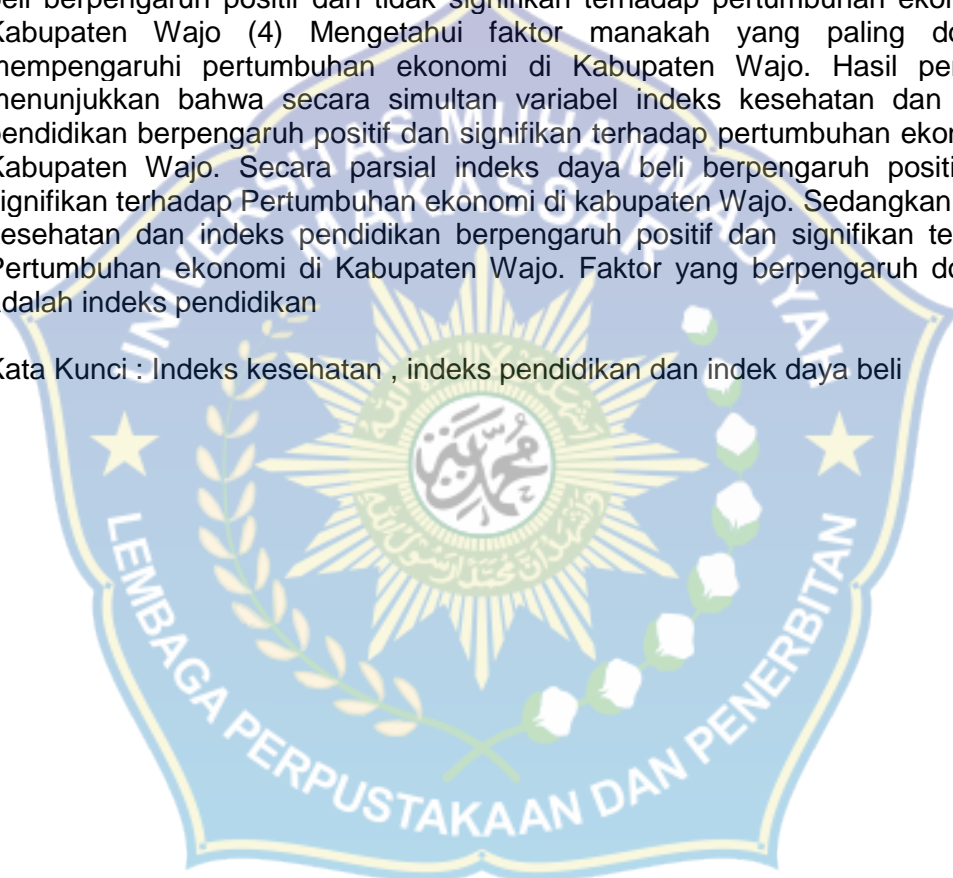 beli berpengaruh positif dan tidak signifikan terhadap pertumbuhan ekon
Kabupaten Wajo (4) Mengetahui faktor manakah yang paling do
mempengaruhi pertumbuhan ekonomi di Kabupaten Wajo. Hasil pen
menunjukkan bahwa secara simultan variabel indeks kesehatan dan
pendidikan berpengaruh positif dan signifikan terhadap pertumbuhan ekon
Kabupaten Wajo. Secara parsial indeks daya beli berpengaruh positi
signifikan terhadap Pertumbuhan ekonomi di kabupaten Wajo. Sedangkan
kesehatan dan indeks pendidikan berpengaruh positif dan signifikan te
Pertumbuhan ekonomi di Kabupaten Wajo. Faktor yang berpengaruh do
adalah indeks pendidikan
Kata Kunci : Indeks kesehatan , indeks pendidikan dan indek daya beli
UNIVERSITAS MUHAMMADIYAH
MAKASSAR
LEMBAGA PERPUSTAKAAN DAN PENERBITAN